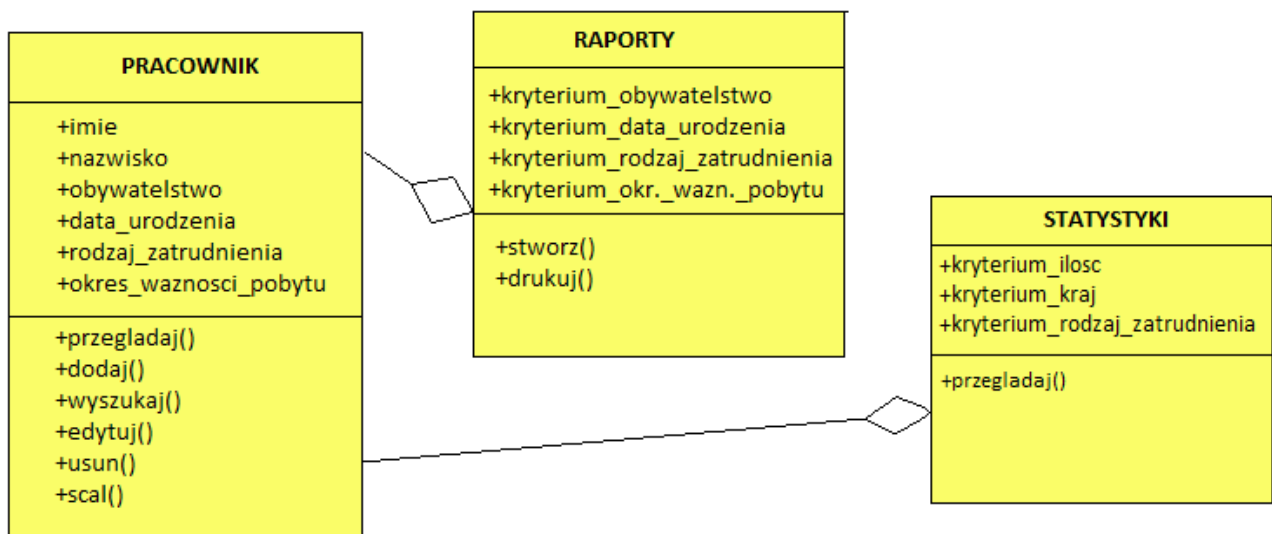 PRACOWNIK
+imie
+nazwisko
+obywatelstwo
+data_urodzenia
+rodzaj_zatrudnienia
+okres_waznosci_pobytu
+przegladaj()
+dodaj()
+wyszukaj()
+edytuj()
+usun()
+scal()
RAPORTY
+kryterium_obywatelstwo
+kryterium_data_urodzenia
+kryterium_rodzaj_zatrudnienia
+kryterium_okr._wazn._pobytu
+stworz()
+drukuj()
STATYSTYKI
+kryterium_ilosc
+kryterium_kraj
+kryterium_rodzaj_zatrudnienia
+przegladaj()